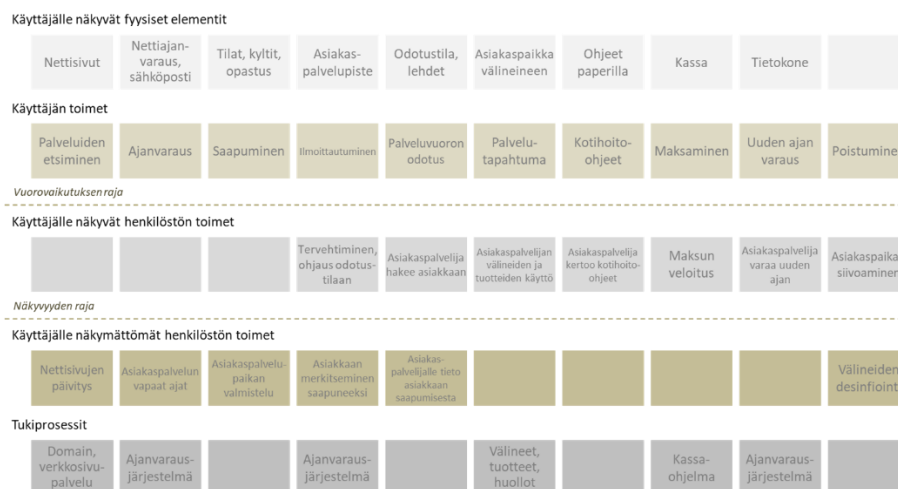 Käyttäjälle näkyvät fyysiset elementit
Nettisivut
Nettiajan-
varaus,
sähköposti
Tilat, kyltit,
opastus
Asiakas-
palvelupiste
Odotustila,
lehdet
Asiakaspaikka
välineineen
Ohjeet
paperilla
Kassa
Tietokone
Käyttäjän toimet
Palveluiden
etsiminen
Ajanvaraus
Saapuminen
Ilmoittautuminen
Palveluvuoron
odotus
Palvelu-
tapahtuma
Kotihoito-
ohjeet
Maksaminen
Uuden ajan
varaus
Poistumine
Vuorovaikutuksen raja
Käyttäjälle näkyvät henkilöstön toimet
Tervehtiminen,
ohjaus odotus-
tilaan
Asiakaspalvelija
hakee asiakkaan
Asiakaspalvelijan
välineiden ja
tuotteiden käyttö
Asiakaspalvelija
kertoo kotihoito-
ohjeet
Maksun
veloitus
Asiakaspalvelija
varaa uuden
ajan
Asiakaspaikan
siivoaminen
Näkyvyyden raja
Käyttäjälle näkymättömät henkilöstön toimet
Nettisivujen
päivitys
Asiakaspalvelun
vapaat ajat
Asiakaspalvelu-
paikan
valmistelu
Asiakkaan
merkitseminen
saapuneeksi
Asiakas-
palvelijalle tieto
asiakkaan
saapumisesta
Välineiden
desinfiointi
Tukiprosessit
Domain,
verkkosivu-
palvelu
Ajanvaraus-
järjestelmä
Ajanvaraus-
järjestelmä
Välineet,
tuotteet,
huollot
Kassa-
ohjelma
Ajanvaraus-
järjestelmä